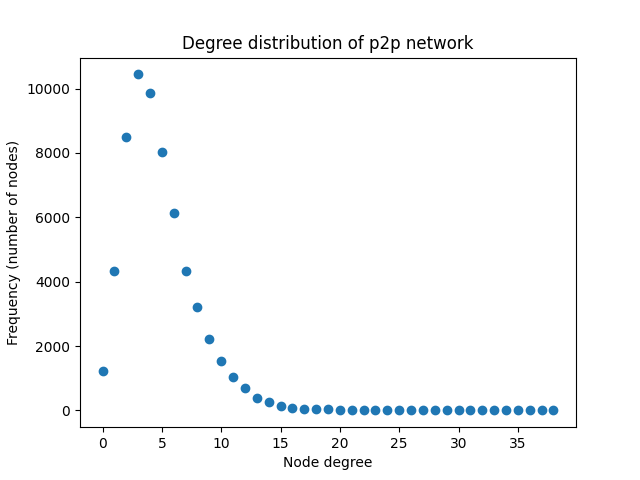 Degree distribution of p2p network
Frequency (number of nodes)
10000
8000
6000
4000
2000
0
0 5 10 15 20 25 30 35
Node degree